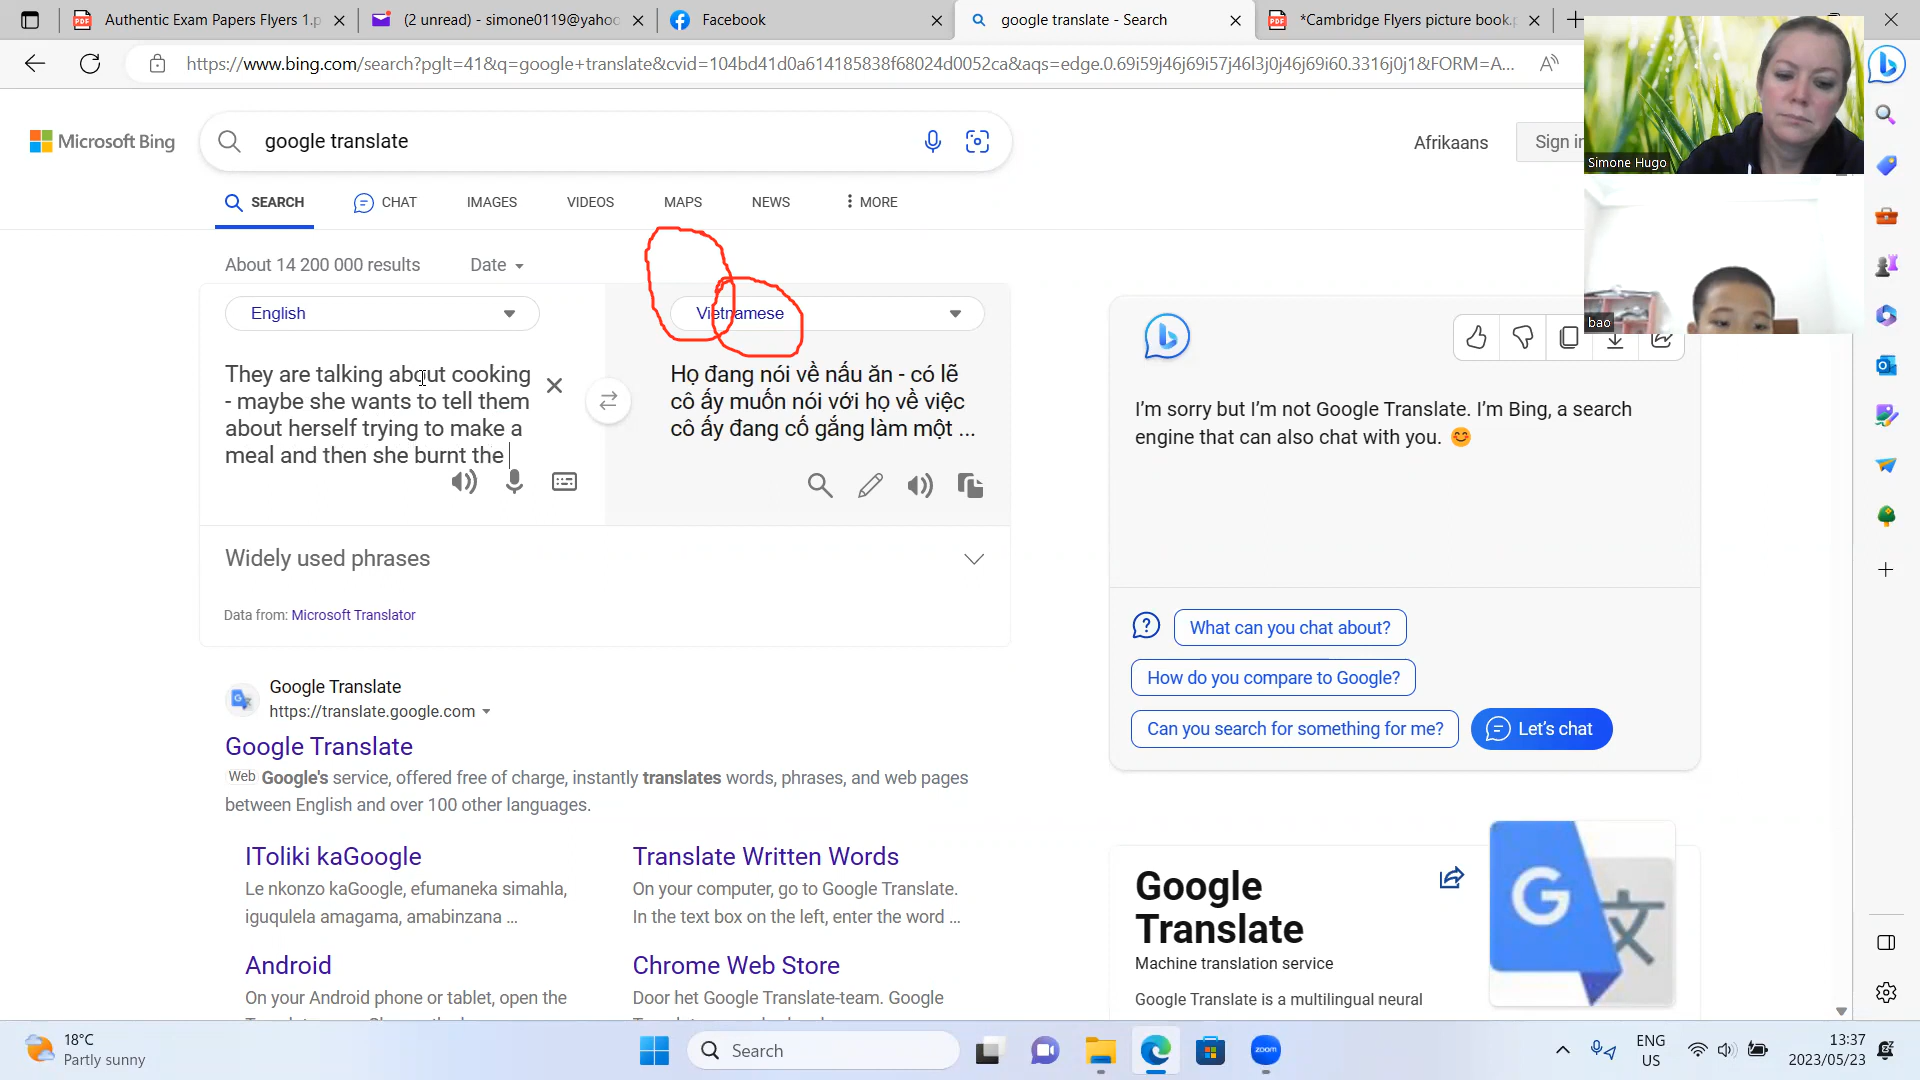 Authentic Exam Papers Flyers 1.p
(2 unread) - simone0119@yahoo
Facebook
google translate - Search
*Cambridge Flyers picture book.p
https://www.bing.com/search?pglt=41&q=google+translate&cvid=104bd41d0a614185838f68024d0052ca&aqs=edge.0.69i59j46j69i57j46l3j0j46j69i60.3316j0j1&FORM=A...
Simone Hugo
Microsoft Bing
google translate
Afrikaans
Sign in
SEARCH
CHAT
IMAGES
VIDEOS
MAPS
NEWS
MORE
About 14 200 000 results
Date
English
Vietnamese
bao
They are talking about cooking
- maybe she wants to tell them
about herself trying to make a
meal and then she burnt the
Họ đang nói về nấu ăn - có lẽ
cô ấy muốn nói với họ về việc
cô ấy đang cố gắng làm một ...
I'm sorry but I'm not Google Translate. I'm Bing, a search
engine that can also chat with you. 😊
Widely used phrases
Data from: Microsoft Translator
What can you chat about?
How do you compare to Google?
Can you search for something for me?
Let's chat
Google Translate
https://translate.google.com
Google Translate
Web Google's service, offered free of charge, instantly translates words, phrases, and web pages
between English and over 100 other languages.
IToliki kaGoogle
Le nkonzo kaGoogle, efumaneka simahla,
iguqulela amagama, amabinzana ...
Translate Written Words
On your computer, go to Google Translate.
In the text box on the left, enter the word ...
Android
On your Android phone or tablet, open the
Chrome Web Store
Door het Google Translate-team. Google
Google
Translate
Machine translation service
Google Translate is a multilingual neural
G
文
18°C
Partly sunny
Search
zoom
ENG
US
13:37
2023/05/23